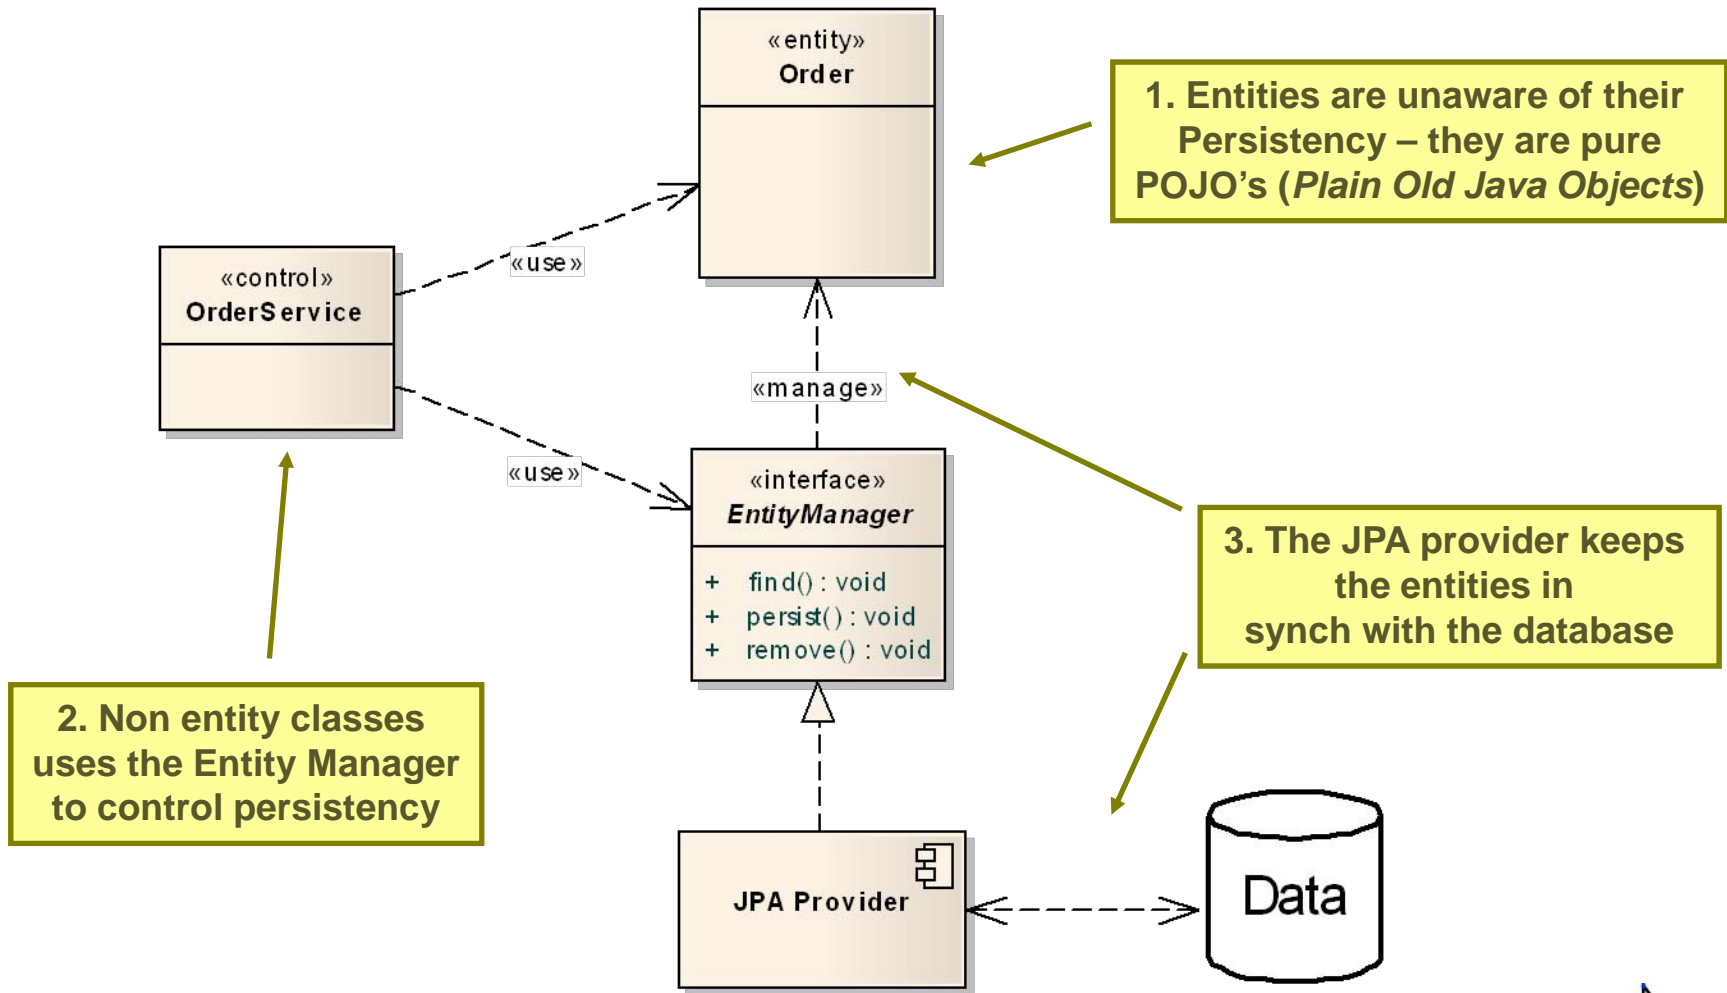 «entity»
Order
1. Entities are unaware of their
Persistency – they are pure
POJO’s (Plain Old Java Objects)
«use»
«control»
OrderService
«manage»
«use»
«interface»
EntityManager
+ find() : void
+ persist() : void
+ remove() : void
3. The JPA provider keeps
the entities in
synch with the database
2. Non entity classes
uses the Entity Manager
to control persistency
JPA Provider
Data